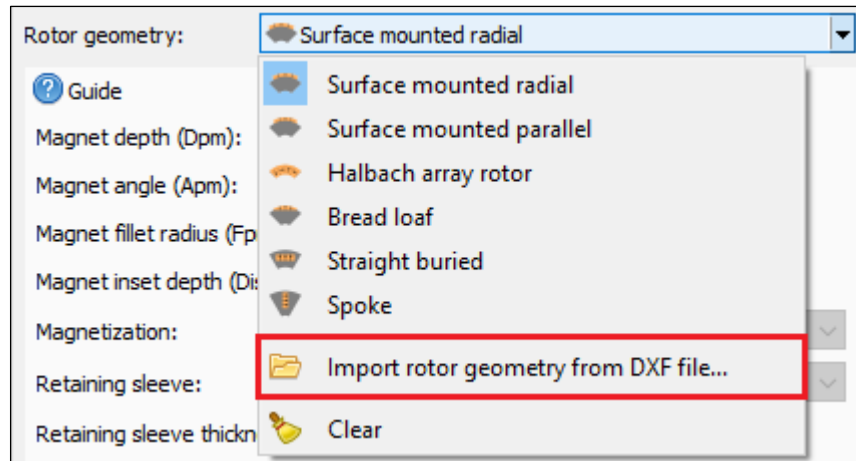 Rotor geometry: Surface mounted radial
Guide
Surface mounted radial
Magnet depth (Dpm):
Surface mounted parallel
Magnet angle (Apm):
Halbach array rotor
Magnet fillet radius (Fp
Bread loaf
Magnet inset depth (Dis
Straight buried
Magnetization:
Spoke
Import rotor geometry from DXF file...
Retaining sleeve:
Retaining sleeve thickn
Clear